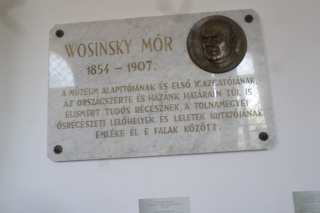 WOSINSKY MÓR
1854 - 1907.
A MÚZEUM ALAPÍTÓJÁNAK ÉS ELSŐ IGAZGATÓJÁNAK,
AZ ORSZÁGSZERTE ÉS HAZÁNK HATÁRAIN TÚL IS
ELISMERT TUDÓS RÉGÉSZNEK, A TOLNAMEGYEI
ŐSRÉGÉSZETI LELŐHELYEK ÉS LELETEK KUTATÓJÁNAK
EMLÉKE ÉL E FALAK KÖZÖTT.